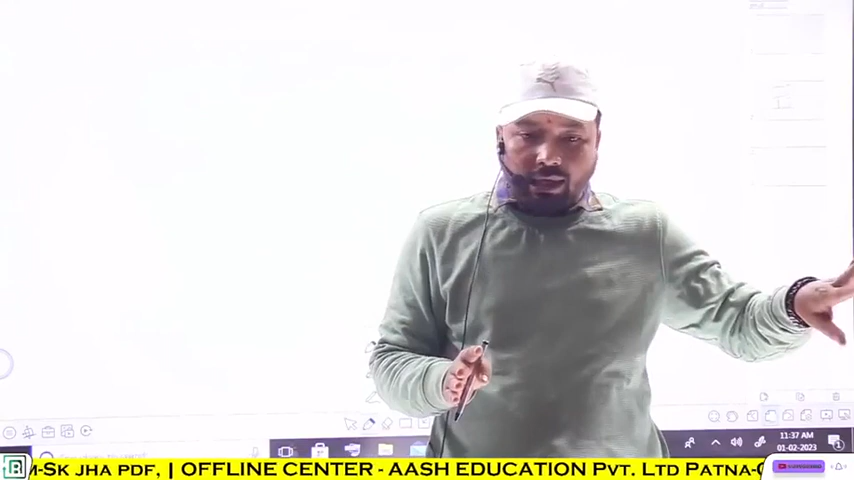 11:37 AM
01-02-2023
M-SK JHA PDF, | OFFLINE CENTER - AASH EDUCATION PVT. LTD PATNA-